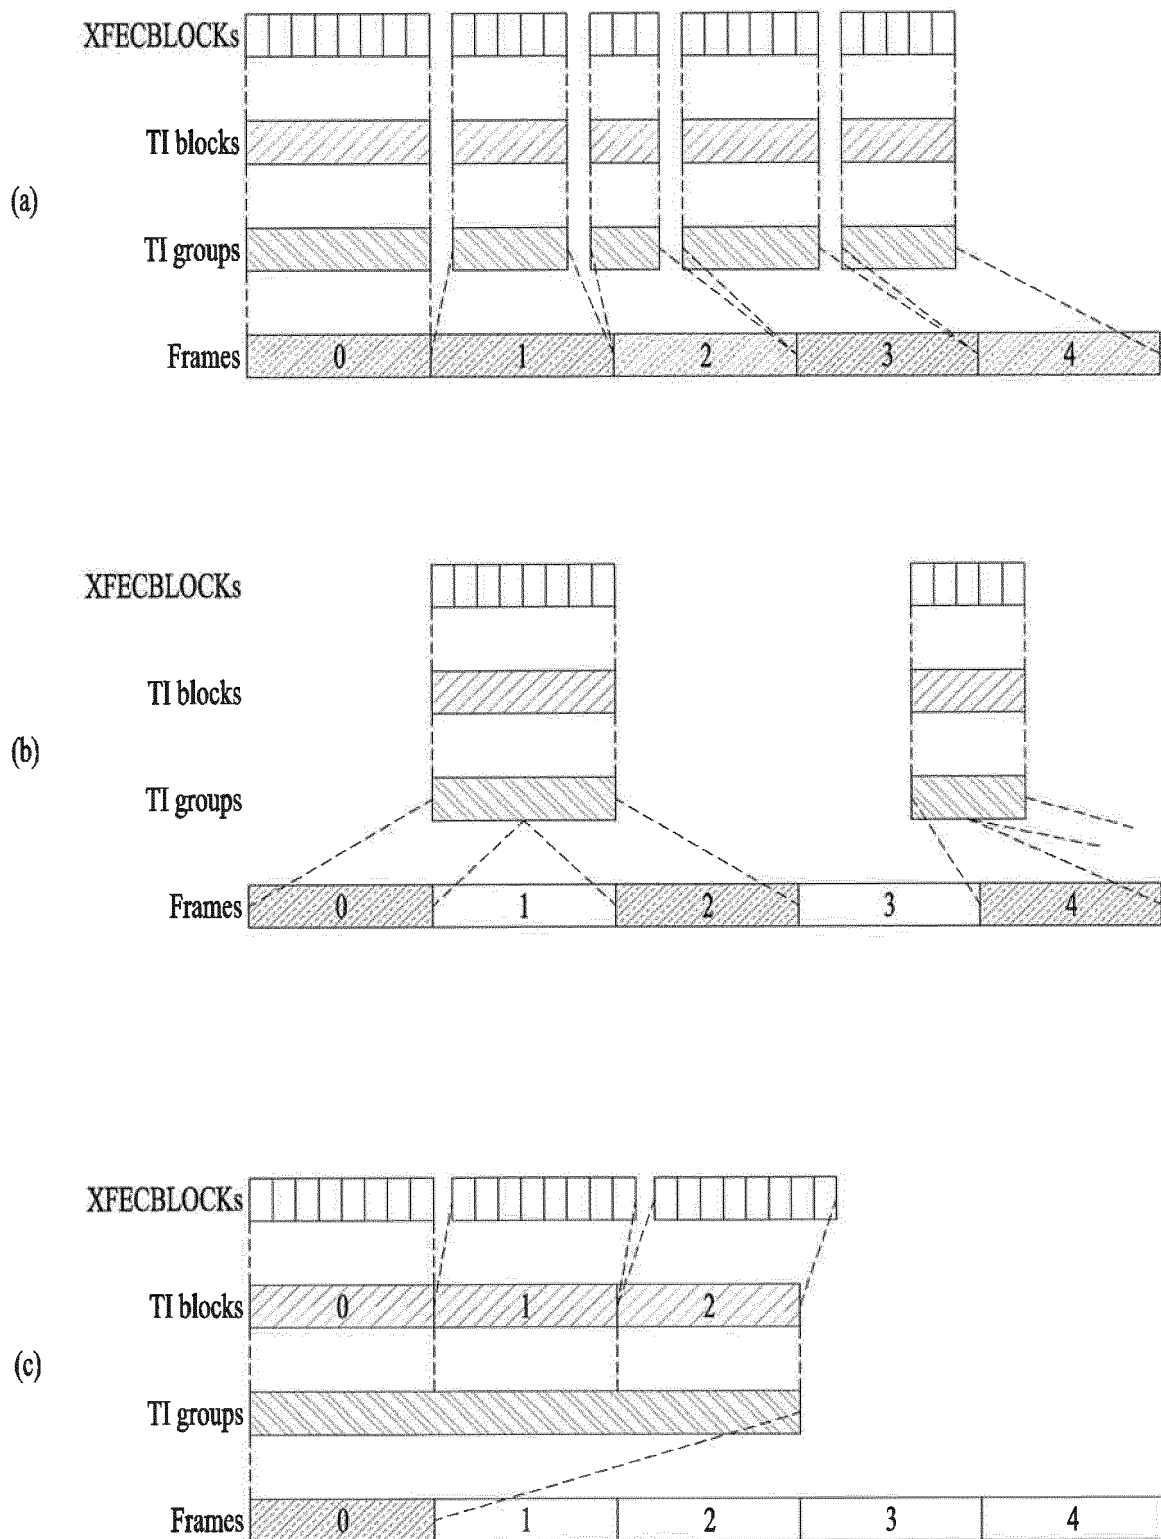 XFECBLOCKs
TI blocks
(a)
TI groups
Frames 0 1 2 3 4
XFECBLOCKs
TI blocks
(b)
TI groups
Frames 0 1 2 3 4
XFECBLOCKs
TI blocks 0 1 2
(c)
TI groups
Frames 0 1 2 3 4